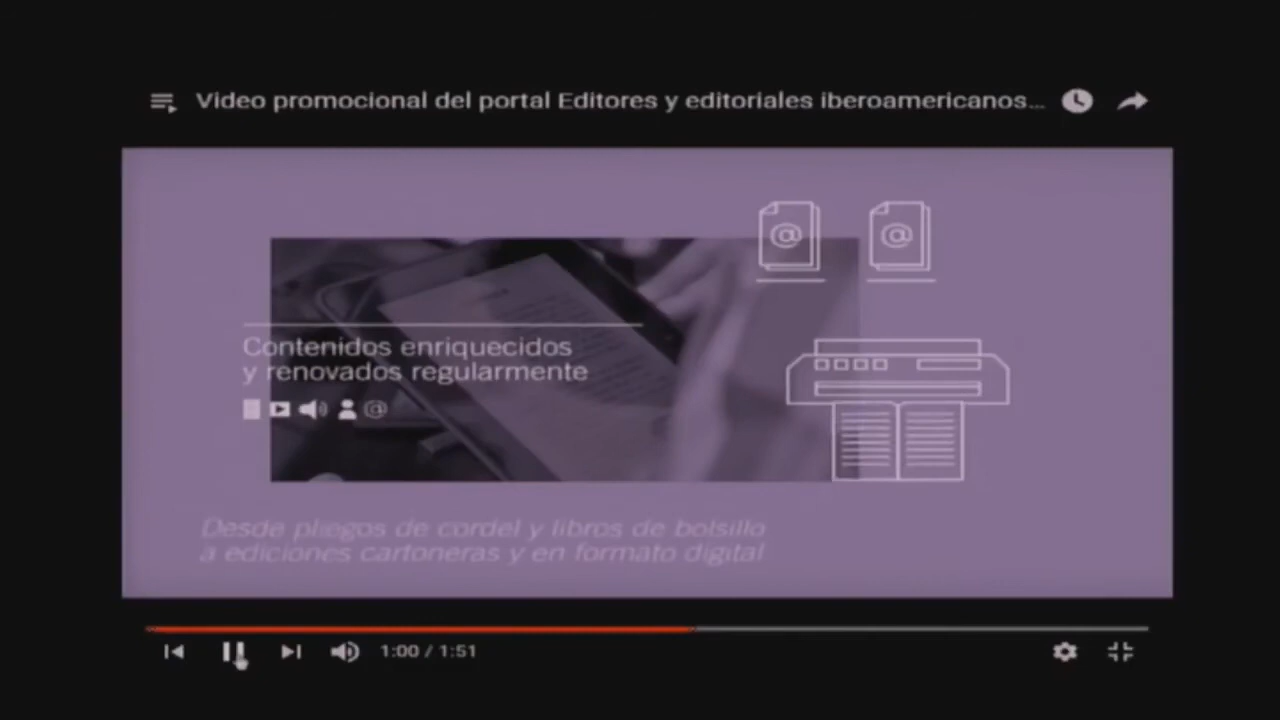 Video promocional del portal Editores y editoriales iberoamericanos...
@ @
Contenidos enriquecidos
y renovados regularmente
@
Desde pliegos de cordel y libros de bolsillo
a ediciones cartoneras y en formato digital
1:00 / 1:51